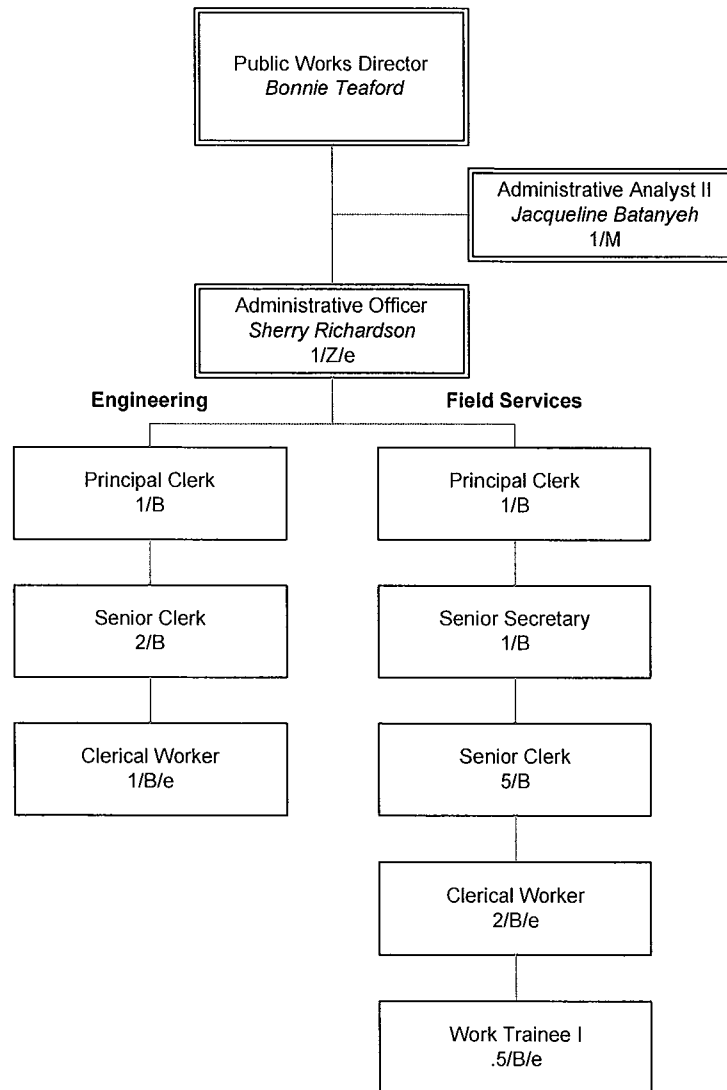 Public Works Director
Bonnie Teaford
Administrative Analyst II
Jacqueline Batanyeh
1/M
Administrative Officer
Sherry Richardson
1/Z/e
Engineering
Principal Clerk
1/B
Senior Clerk
2/B
Clerical Worker
1/B/e
Field Services
Principal Clerk
1/B
Senior Secretary
1/B
Senior Clerk
5/B
Clerical Worker
2/B/e
Work Trainee I
.5/B/e